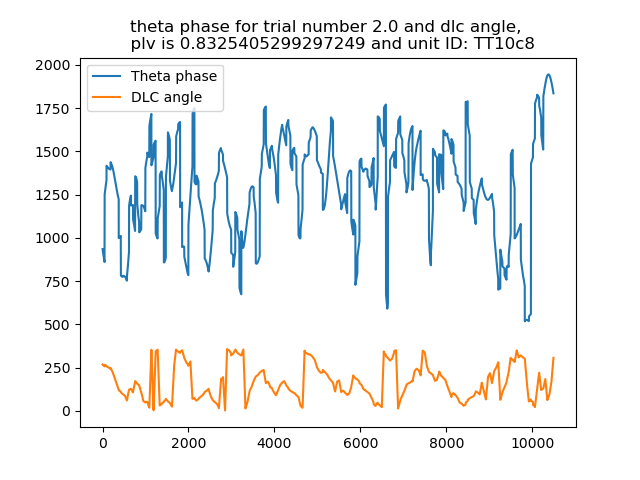 theta phase for trial number 2.0 and dlc angle,
plv is 0.8325405299297249 and unit ID: TT10c8
Theta phase
DLC angle
2000
1750
1500
1250
1000
750
500
250
0
0 2000 4000 6000 8000 10000